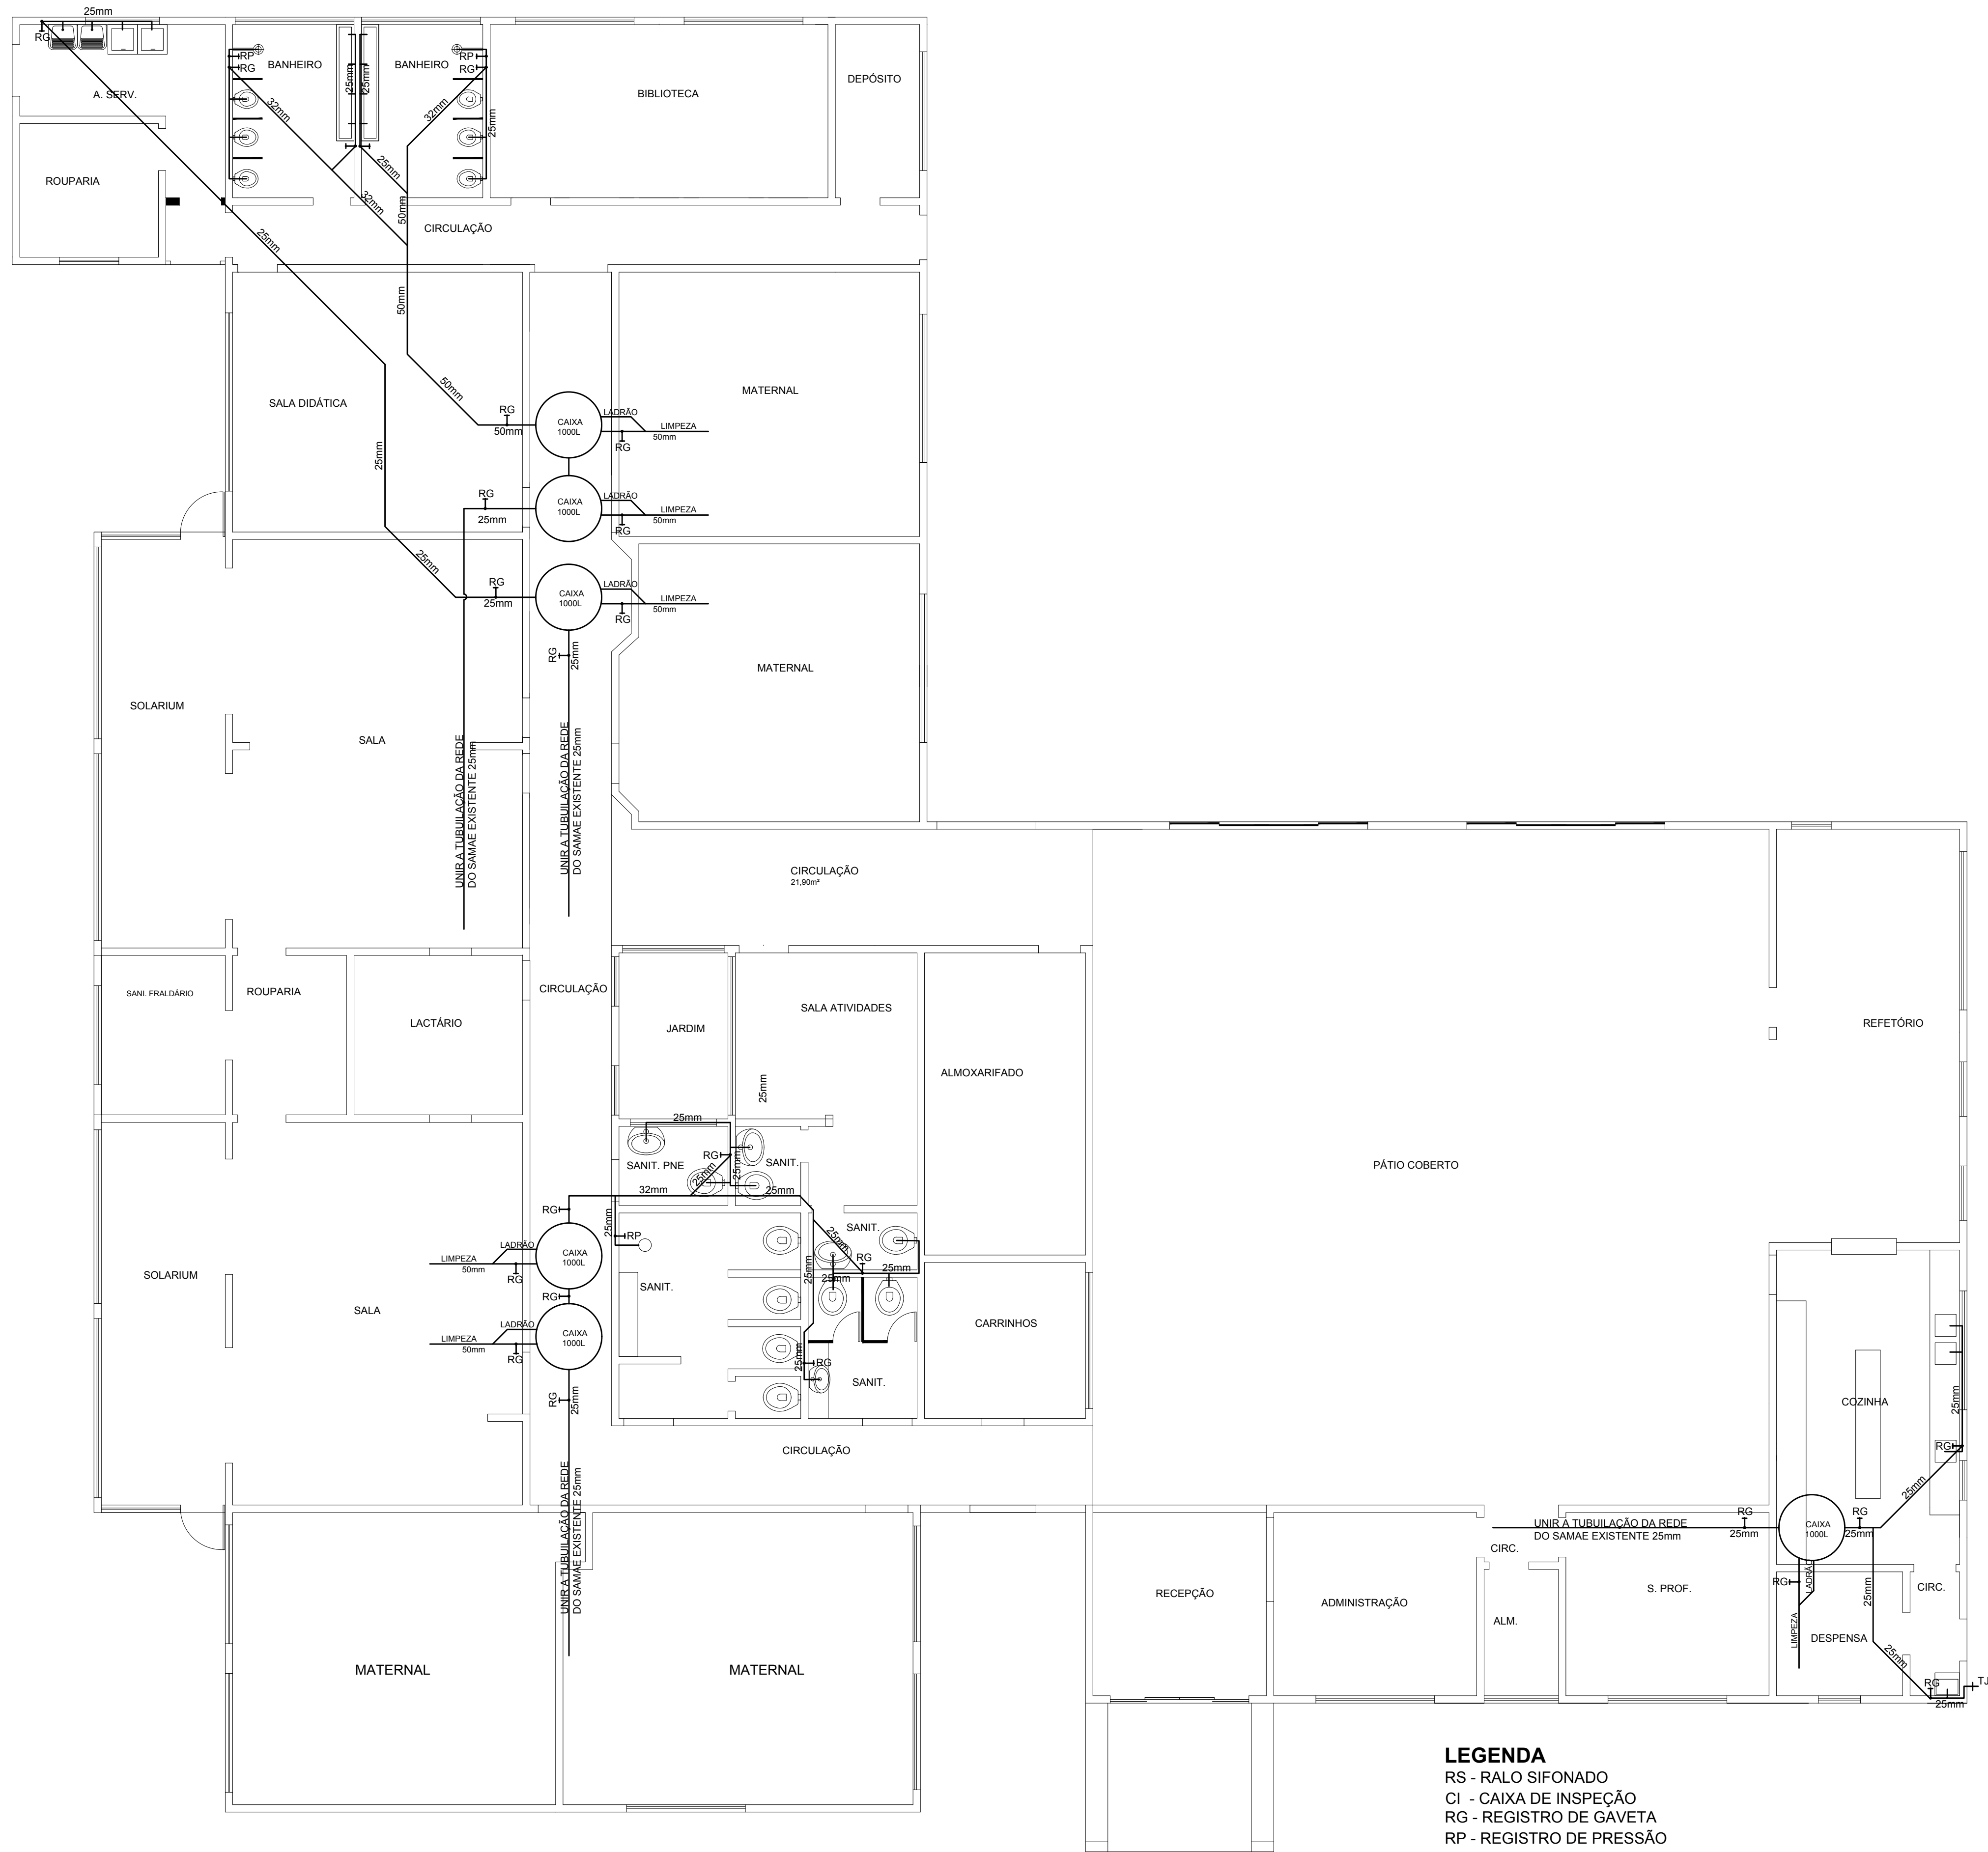 25mm
RG
A. SERV.
RP
RG
BANHEIRO
25mm
25mm
BANHEIRO
RP
RG
32mm
32mm
25mm
25mm
BIBLIOTECA
DEPÓSITO
ROUPARIA
32mm
50mm
CIRCULAÇÃO
25mm
50mm
50mm
SALA DIDÁTICA
RG
50mm
CAIXA
1000L
LADRÃO
LIMPEZA
50mm
RG
MATERNAL
25mm
RG
25mm
CAIXA
1000L
LADRÃO
LIMPEZA
50mm
RG
25mm
RG
25mm
CAIXA
1000L
LADRÃO
LIMPEZA
50mm
RG
RG
25mm
MATERNAL
SOLARIUM
SALA
UNIR A TUBUILAÇÃO DA REDE
DO SAMAE EXISTENTE 25mm
UNIR A TUBUILAÇÃO DA REDE
DO SAMAE EXISTENTE 25mm
CIRCULAÇÃO
21,90m²
SANI. FRALDÁRIO
ROUPARIA
LACTÁRIO
CIRCULAÇÃO
JARDIM
SALA ATIVIDADES
ALMOXARIFADO
REFETÓRIO
25mm
25mm
RG
SANIT. PNE
25mm
25mm
SANIT.
PÁTIO COBERTO
32mm
25mm
RG
25mm
RP
SANIT.
25mm
RG
25mm
25mm
25mm
LIMPEZA
50mm
LADRÃO
RG
CAIXA
1000L
SOLARIUM
SALA
SANIT.
RG
LIMPEZA
50mm
LADRÃO
RG
CAIXA
1000L
CARRINHOS
25mm
RG
SANIT.
RG
25mm
COZINHA
25mm
RG
CIRCULAÇÃO
25mm
UNIR A TUBUILAÇÃO DA REDE
DO SAMAE EXISTENTE 25mm
UNIR A TUBUILAÇÃO DA REDE
DO SAMAE EXISTENTE 25mm
RG
25mm
CAIXA
1000L
RG
25mm
CIRC.
RG
LADRÃO
LIMPEZA
25mm
CIRC.
RECEPÇÃO
ADMINISTRAÇÃO
ALM.
S. PROF.
DESPENSA
25mm
RG
25mm
TJ
MATERNAL
MATERNAL
LEGENDA
RS - RALO SIFONADO
CI - CAIXA DE INSPEÇÃO
RG - REGISTRO DE GAVETA
RP - REGISTRO DE PRESSÃO